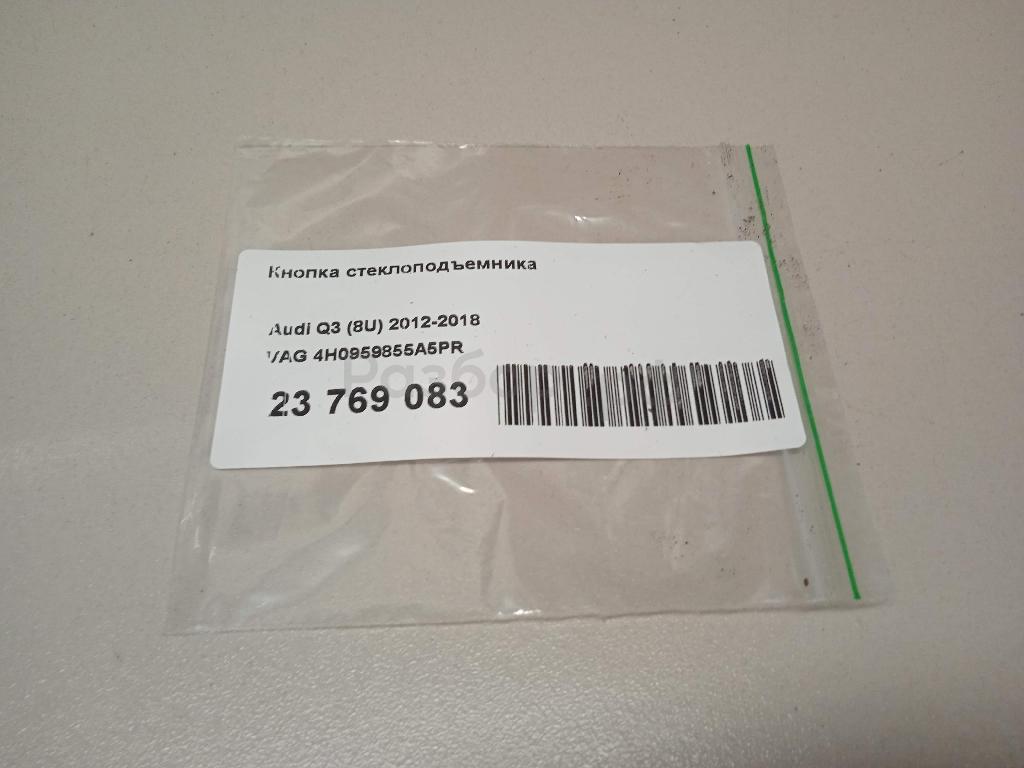 Кнопка стеклоподъемника
Audi Q3 (8U) 2012-2018
VAG 4H0959855A5PR
23 769 083